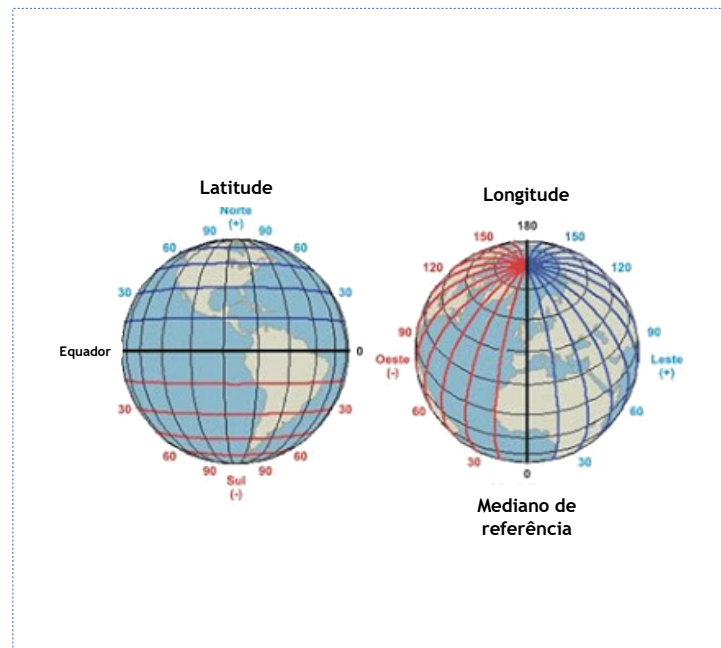 Latitude
Norte
(+)
90 90
60 60
30 30
Equador 0
30 30
60 60
90 90
Sul
(-)
Longitude
180
150 150
120 120
90 90
Oeste
(-)
Leste
(+)
60 60
30 30
0
Mediano de
referência